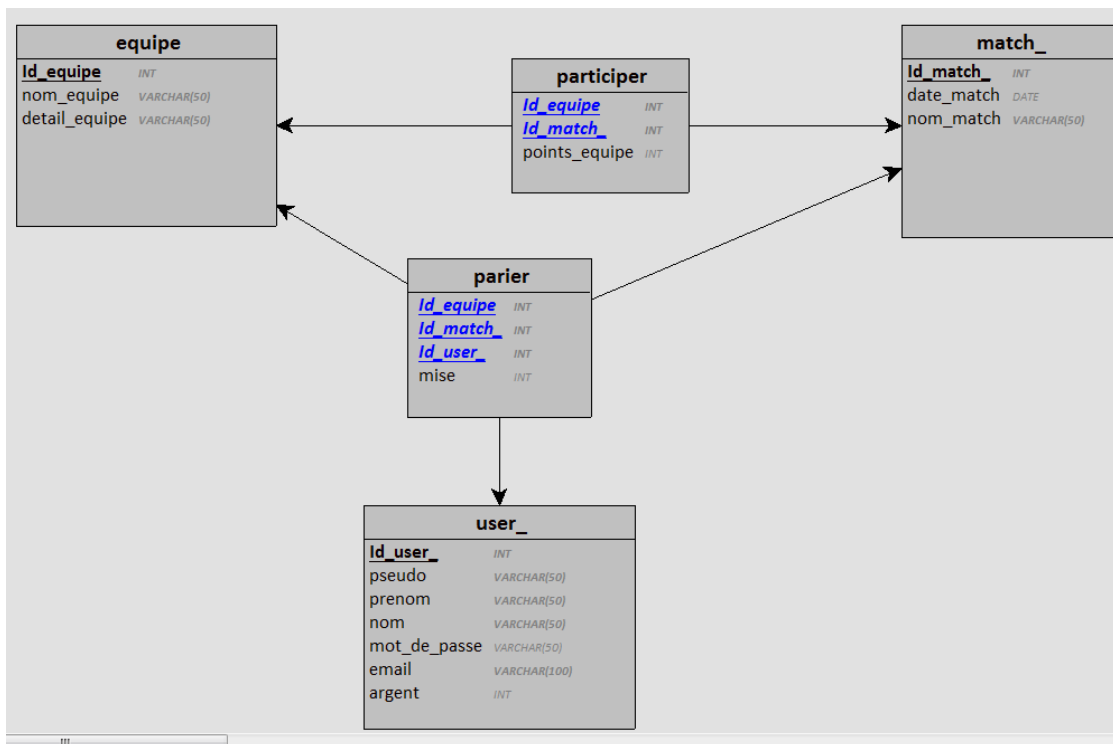 equipe
Id_equipe INT
nom_equipe VARCHAR(50)
detail_equipe VARCHAR(50)
participer
Id_equipe INT
Id_match_ INT
points_equipe INT
match_
Id_match_ INT
date_match DATE
nom_match VARCHAR(50)
parier
Id_equipe INT
Id_match_ INT
Id_user_ INT
mise INT
user_
Id_user_ INT
pseudo VARCHAR(50)
prenom VARCHAR(50)
nom VARCHAR(50)
mot_de_passe VARCHAR(50)
email VARCHAR(100)
argent INT